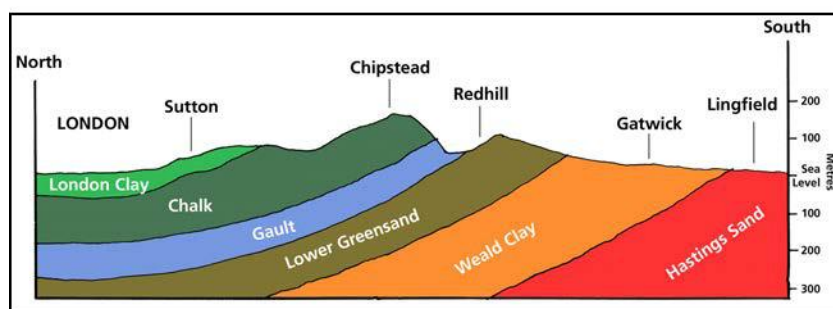 North
South
Chipstead
Redhill
Sutton
LONDON
Gatwick
Lingfield
200
100
Sea
Level
Metres
100
200
300
London Clay
Chalk
Gault
Lower Greensand
Weald Clay
Hastings Sand